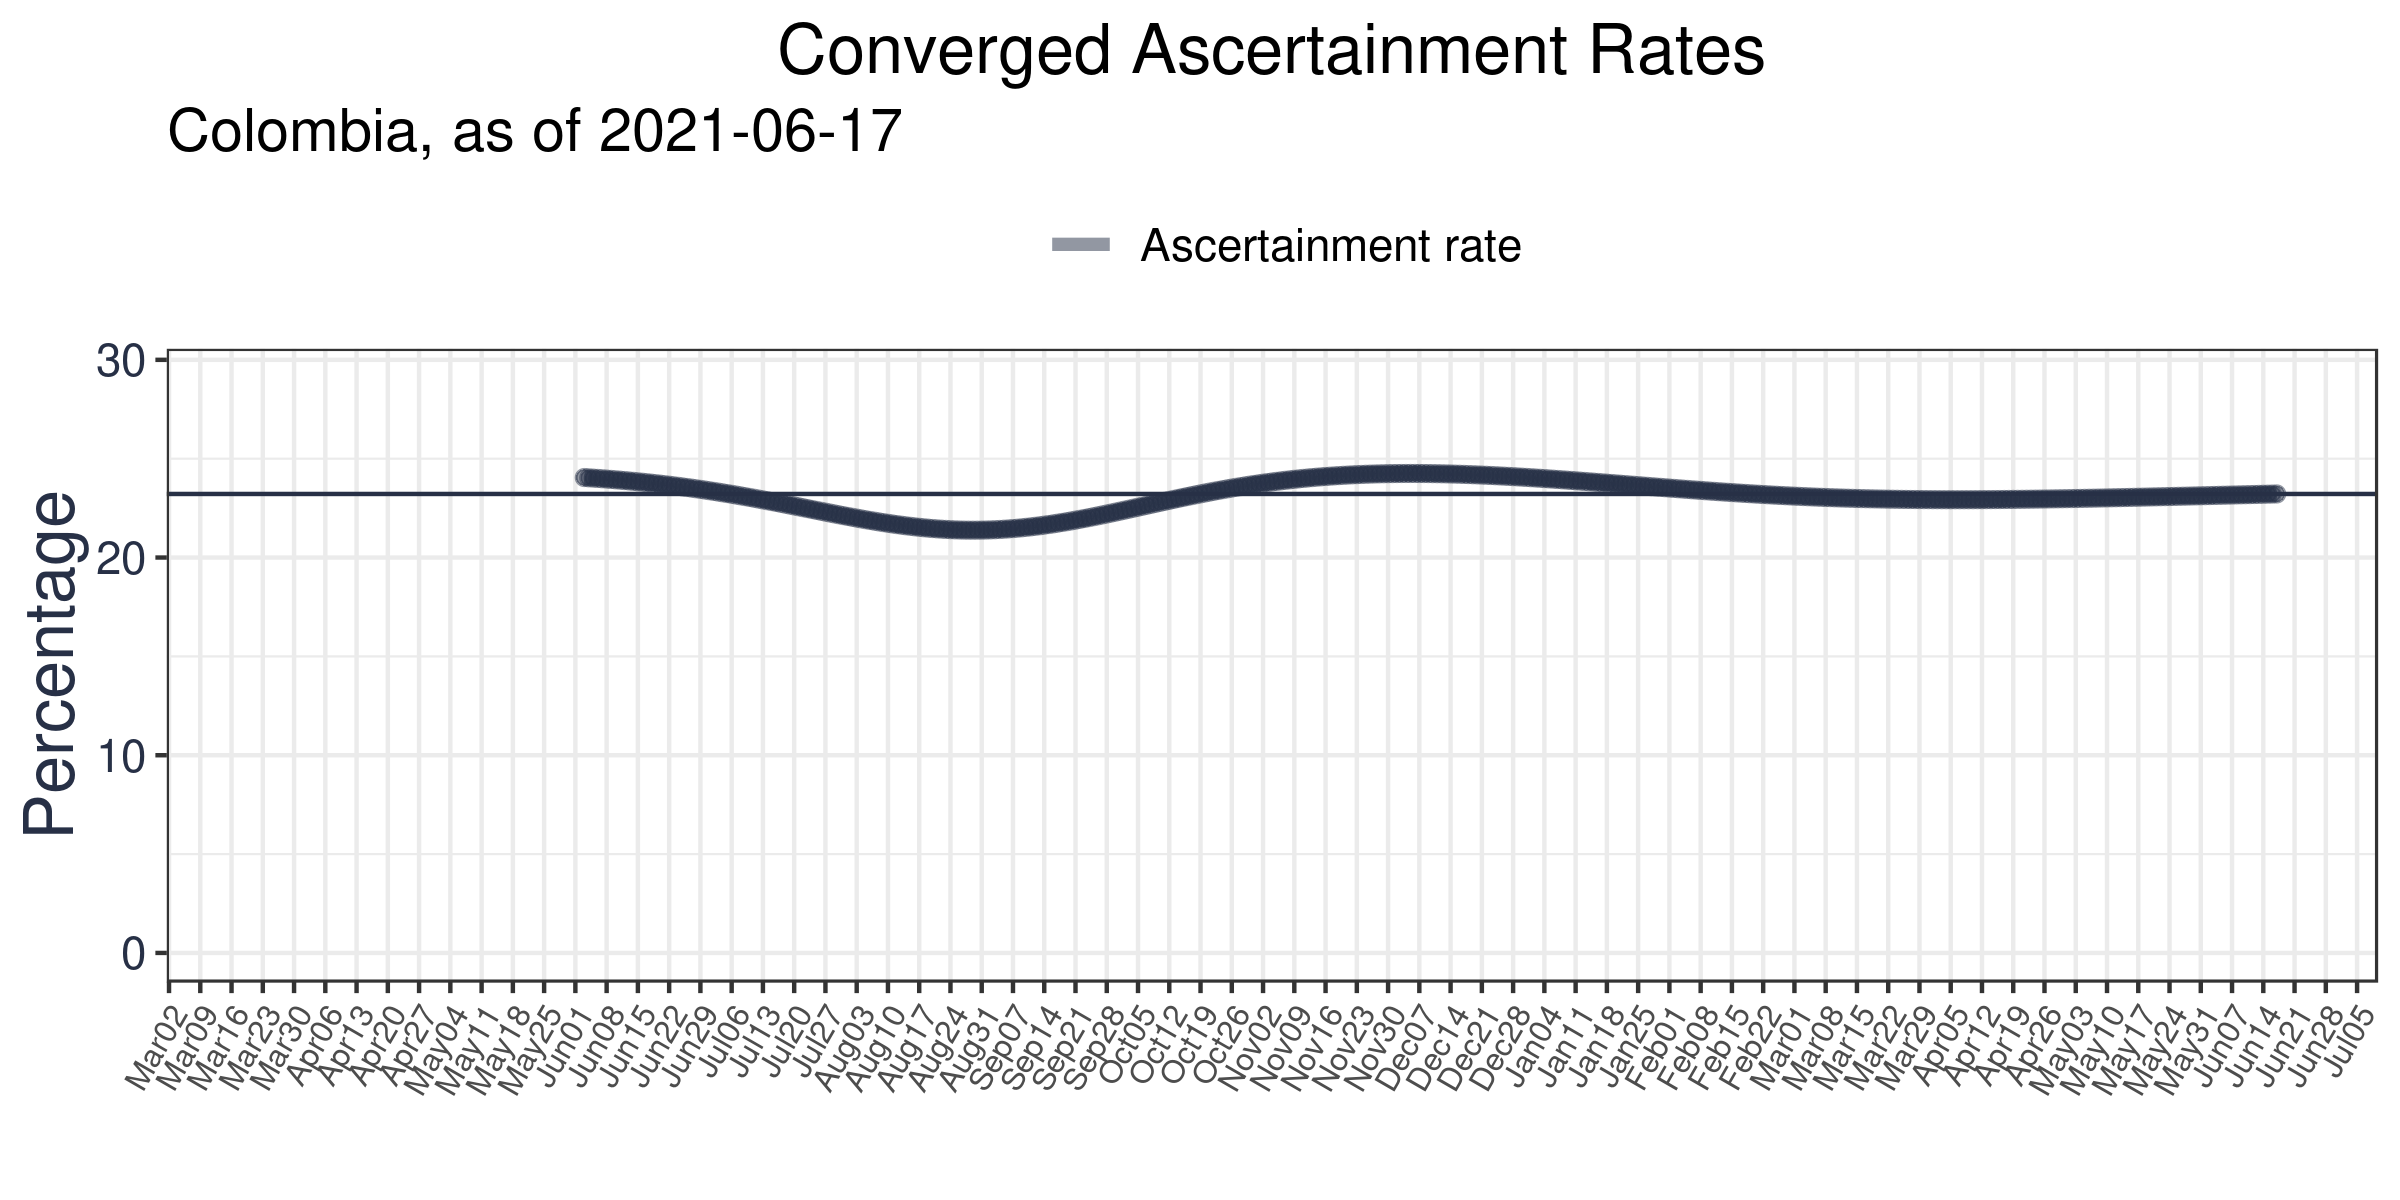 Converged Ascertainment Rates
Colombia, as of 2021-06-17
Ascertainment rate
Percentage
30
20
10
0
Mar02 Mar09 Mar16 Mar23 Mar30 Apr06 Apr13 Apr20 Apr27 May04 May11 May18 May25 Jun01 Jun08 Jun15 Jun22 Jun29 Jul06 Jul13 Jul20 Jul27 Aug03 Aug10 Aug17 Aug24 Aug31 Sep07 Sep14 Sep21 Sep28 Oct05 Oct12 Oct19 Oct26 Nov02 Nov09 Nov16 Nov23 Nov30 Dec07 Dec14 Dec21 Dec28 Jan04 Jan11 Jan18 Jan25 Feb01 Feb08 Feb15 Feb22 Mar01 Mar08 Mar15 Mar22 Mar29 Apr05 Apr12 Apr19 Apr26 May03 May10 May17 May24 May31 Jun07 Jun14 Jun21 Jun28 Jul05